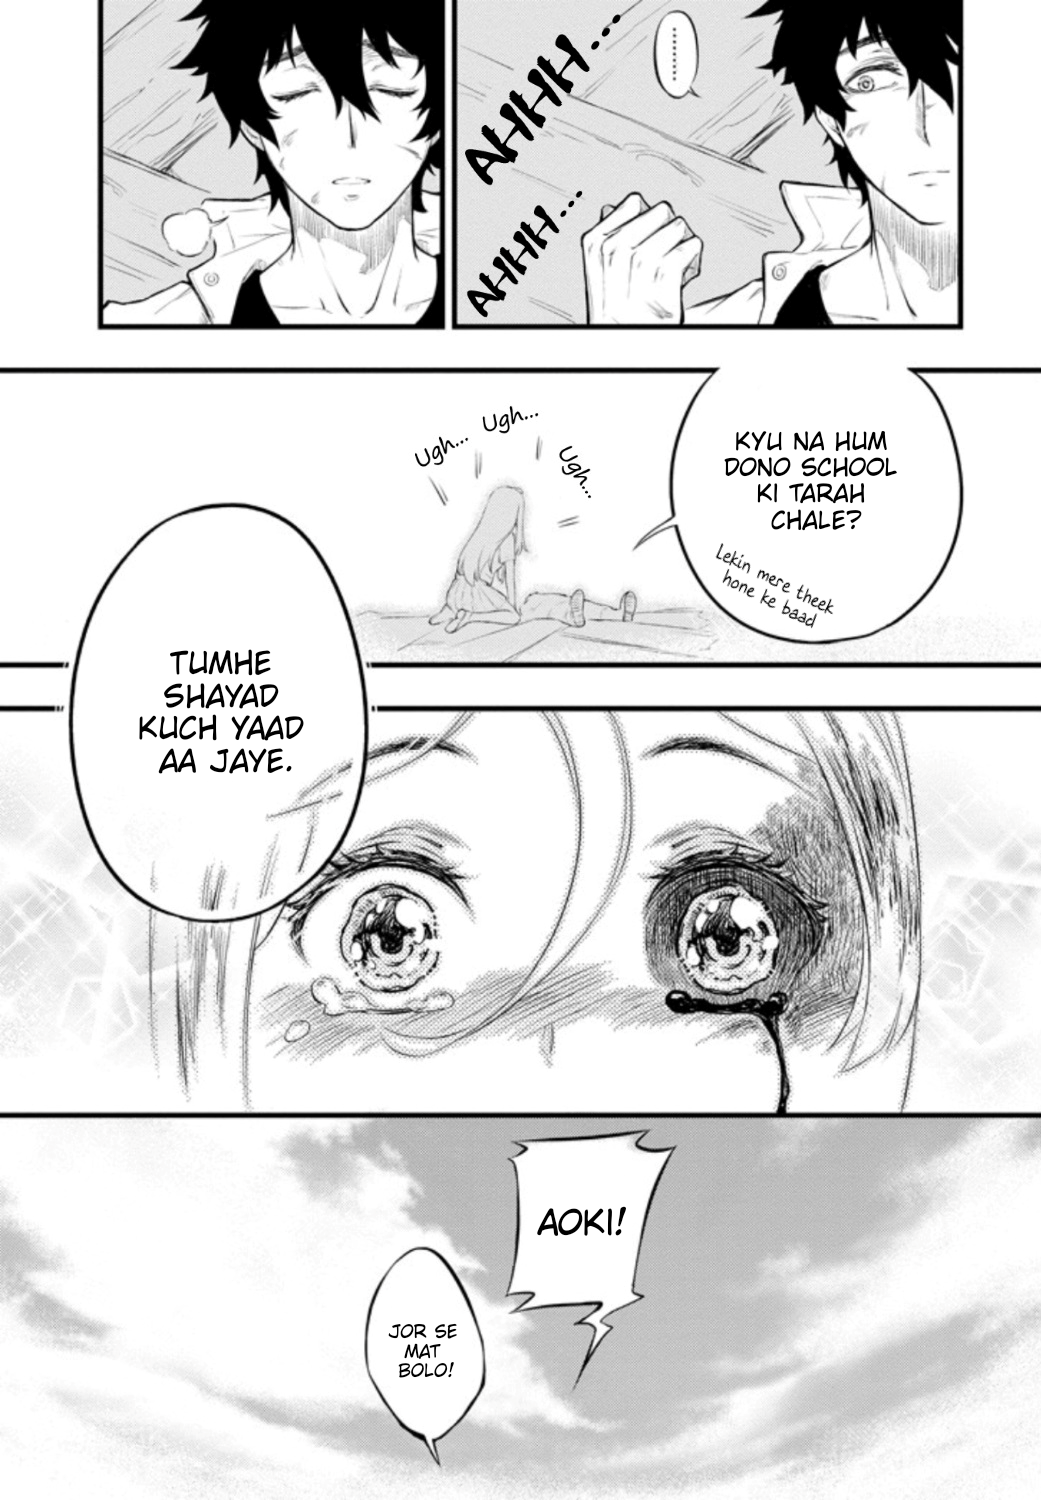 ..........
AHHH...
AHHH...
KYU NA HUM
DONO SCHOOL
KI TARAH
CHALE?
Lekin mere theek
hone ke baad
Ugh...
Ugh...
Ugh...
TUMHE
SHAYAD
KUCH YAAD
AA JAYE.
AOKI!
JOR SE
MAT
BOLO!